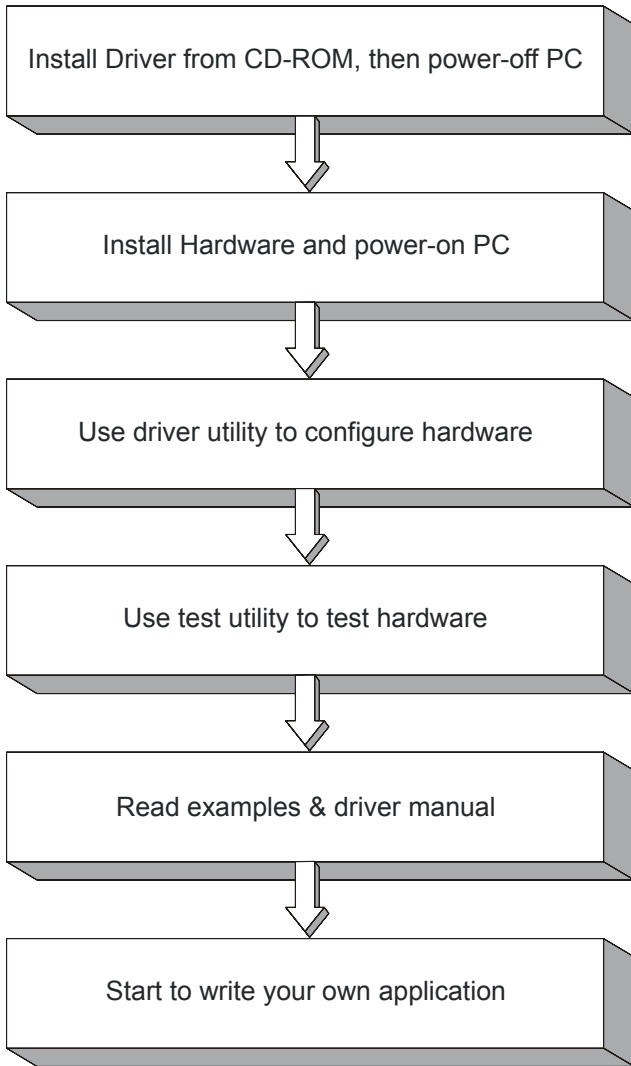 Install Driver from CD-ROM, then power-off PC
Install Hardware and power-on PC
Use driver utility to configure hardware
Use test utility to test hardware
Read examples & driver manual
Start to write your own application